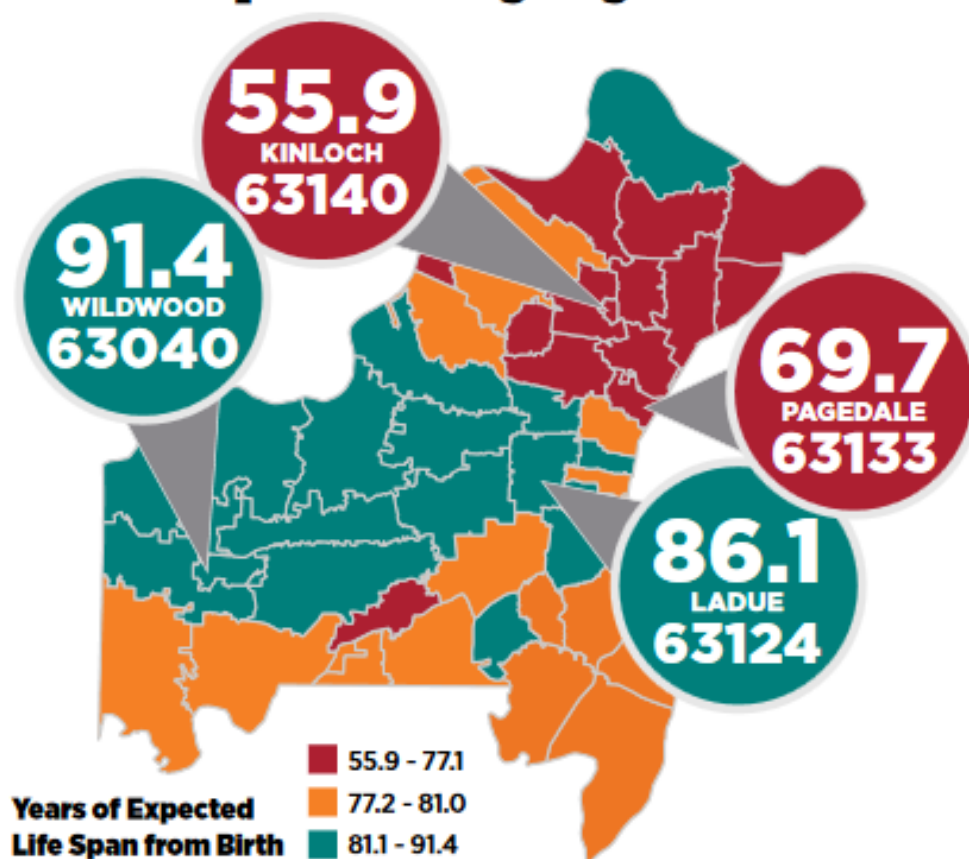 55.9
KINLOCH
63140
91.4
WILDWOOD
63040
69.7
PAGEDALE
63133
86.1
LADUE
63124
55.9 - 77.1
77.2 - 81.0
81.1 - 91.4
Years of Expected
Life Span from Birth